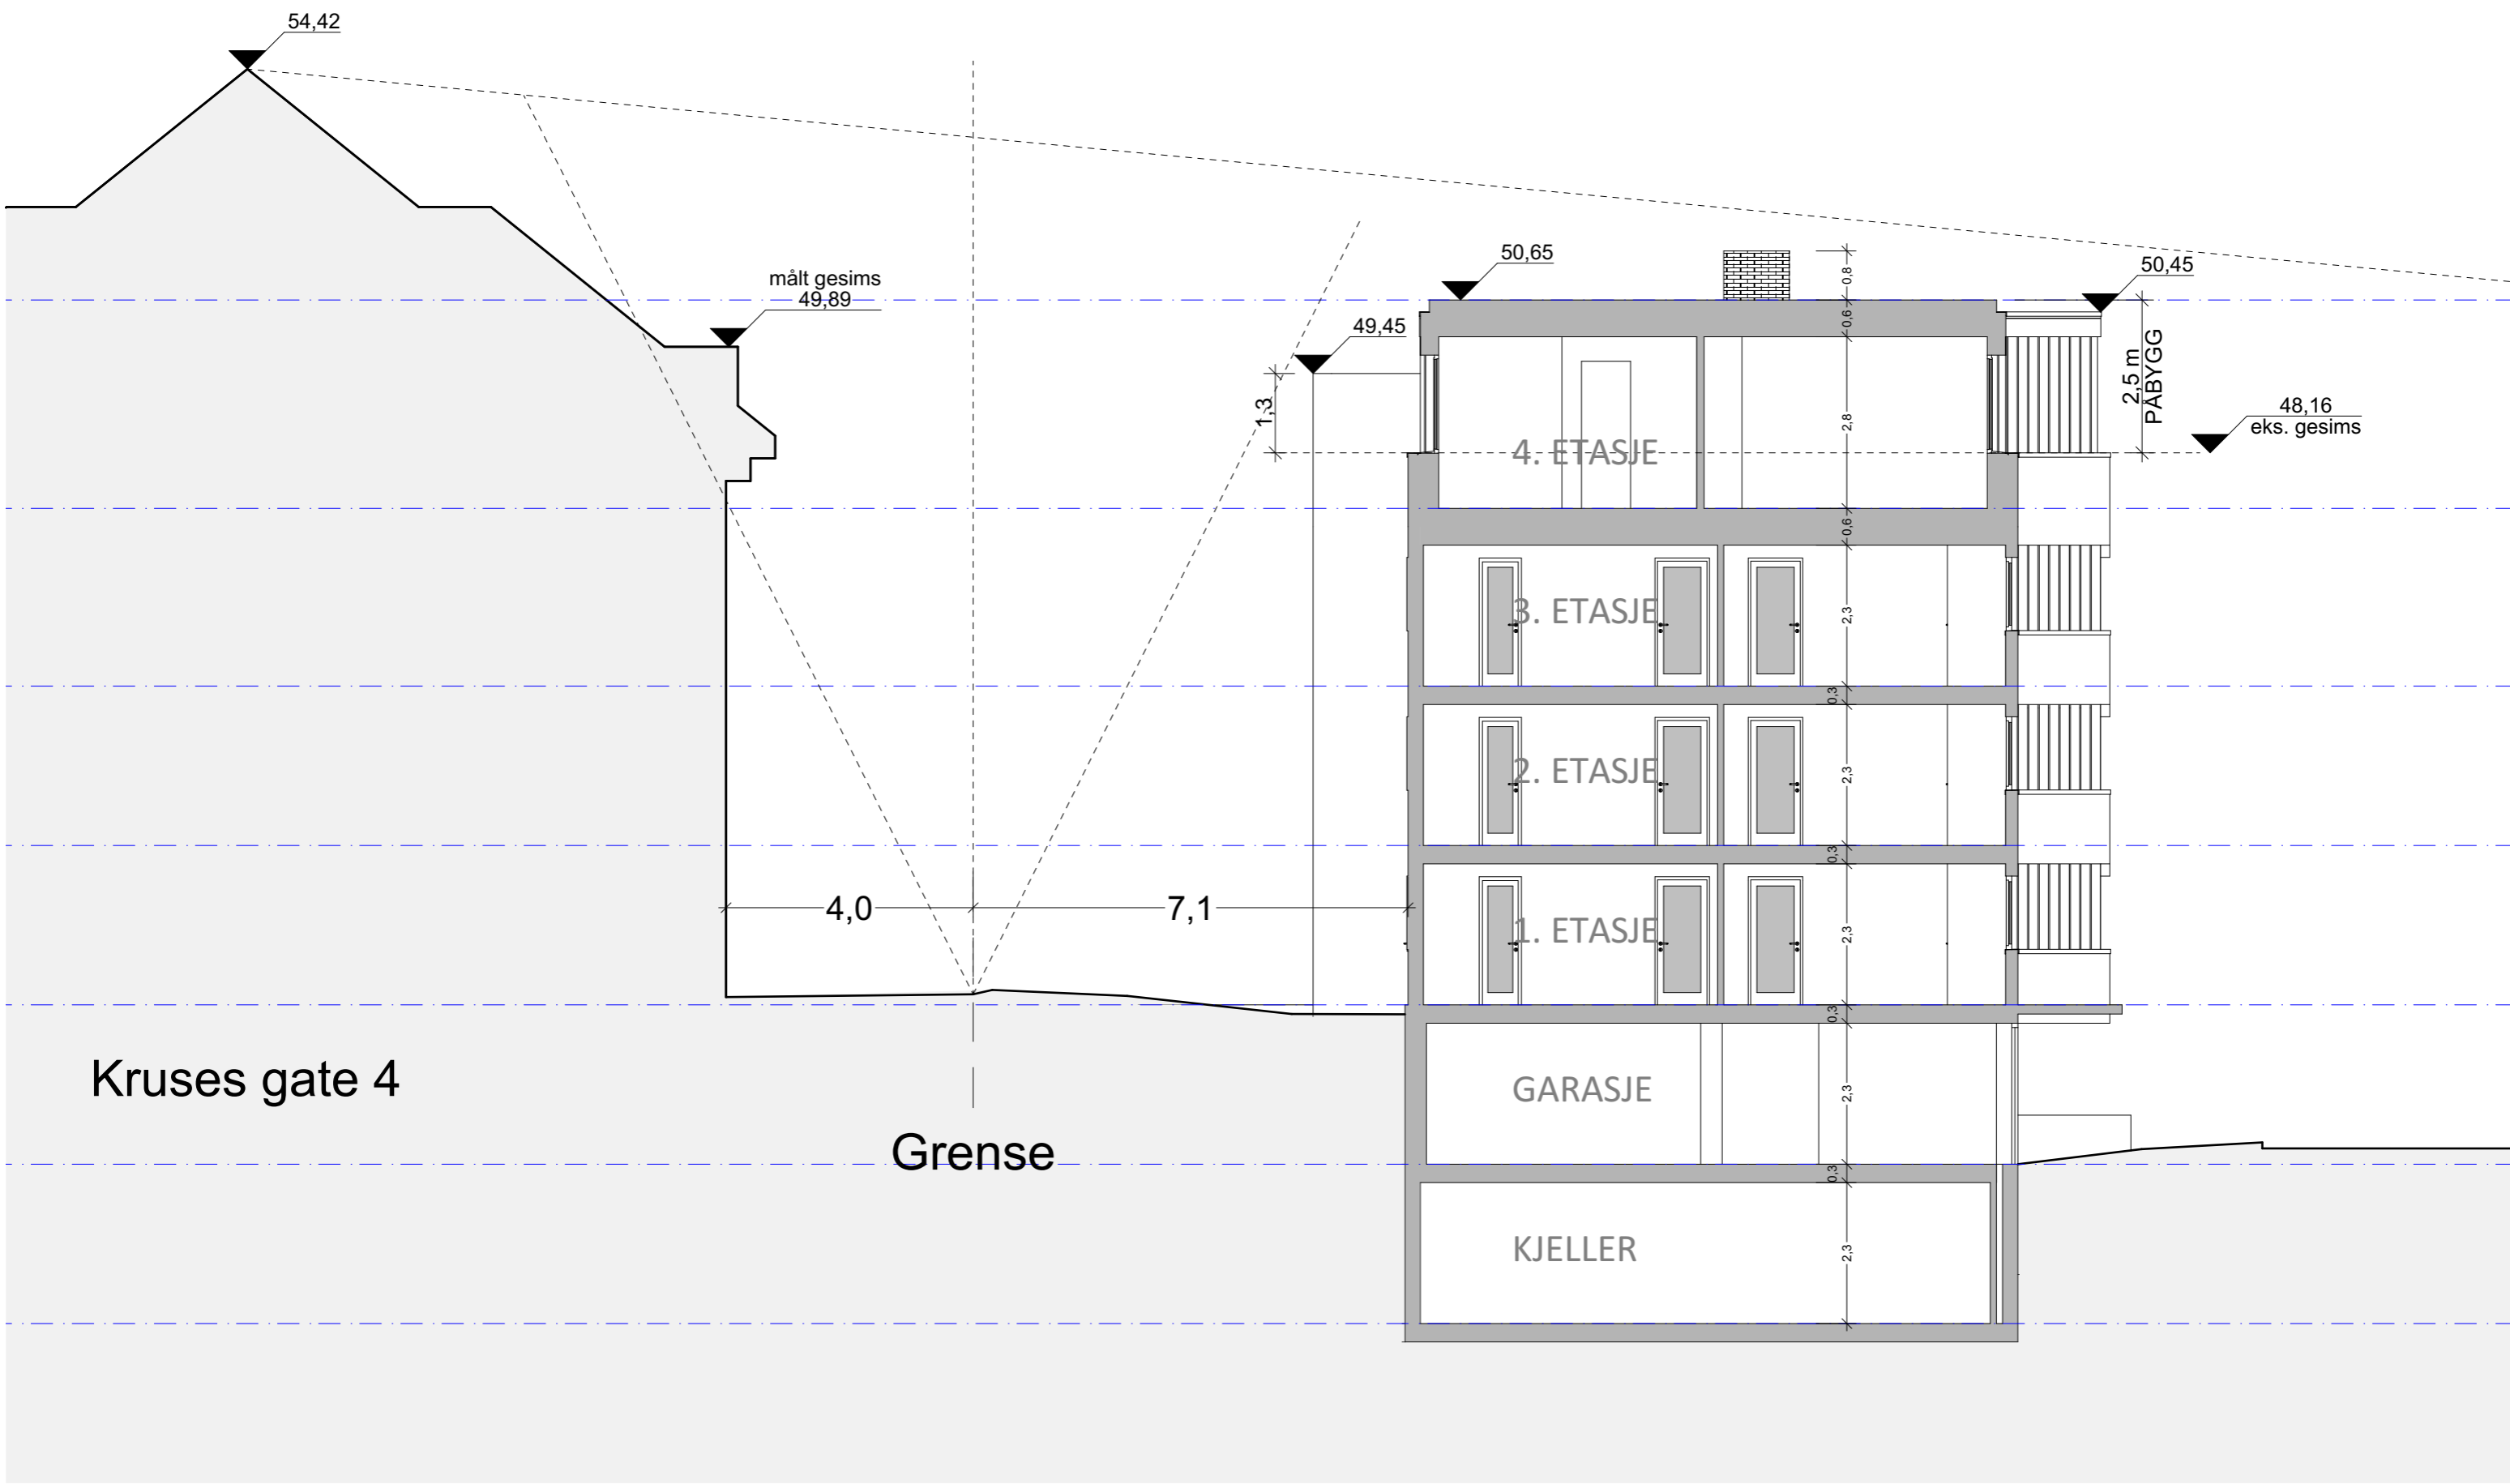 54,42
målt gesims
49,89
50,65
0,8
50,45
49,45
0,6
1,3
2,8
2,5 m
PÅBYGG
48,16
eks. gesims
4. ETASJE
0,6
3. ETASJE
2,3
0,3
2. ETASJE
2,3
0,3
4,0
7,1
1. ETASJE
2,3
0,3
Kruses gate 4
GARASJE
2,3
Grense
0,3
KJELLER
2,3